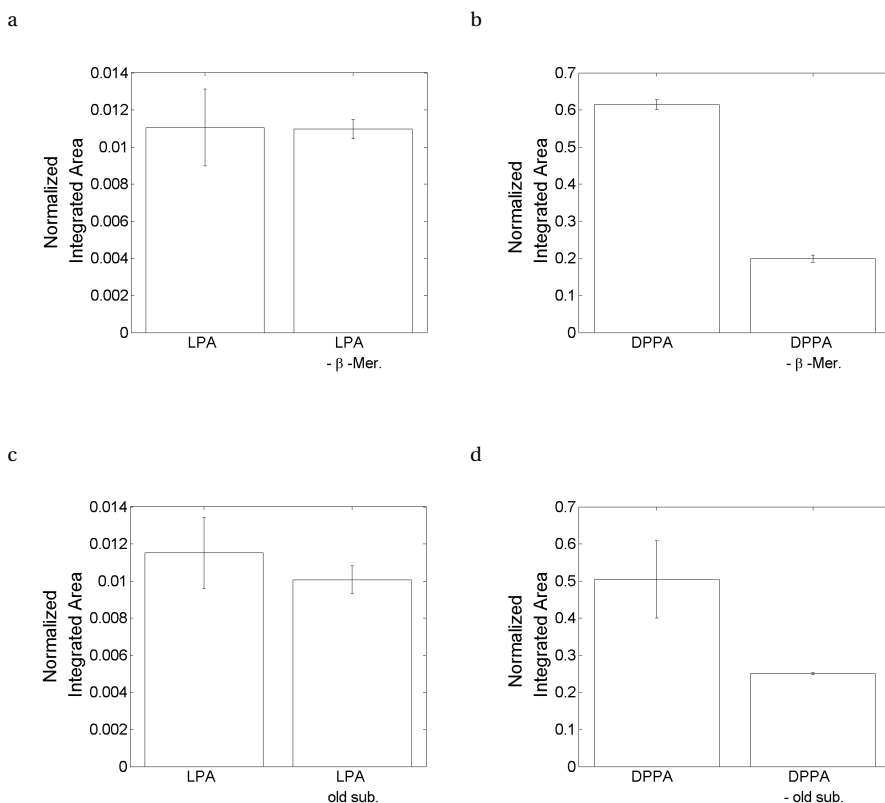 a
b
0.014
0.012
0.01
0.008
0.006
0.004
0.002
0
Normalized
Integrated Area
LPA
LPA
- β -Mer.
0.7
0.6
0.5
0.4
0.3
0.2
0.1
0
Normalized
Integrated Area
DPPA
DPPA
- β -Mer.
c
d
0.014
0.012
0.01
0.008
0.006
0.004
0.002
0
Normalized
Integrated Area
LPA
LPA
old sub.
0.7
0.6
0.5
0.4
0.3
0.2
0.1
0
Normalized
Integrated Area
DPPA
DPPA
- old sub.